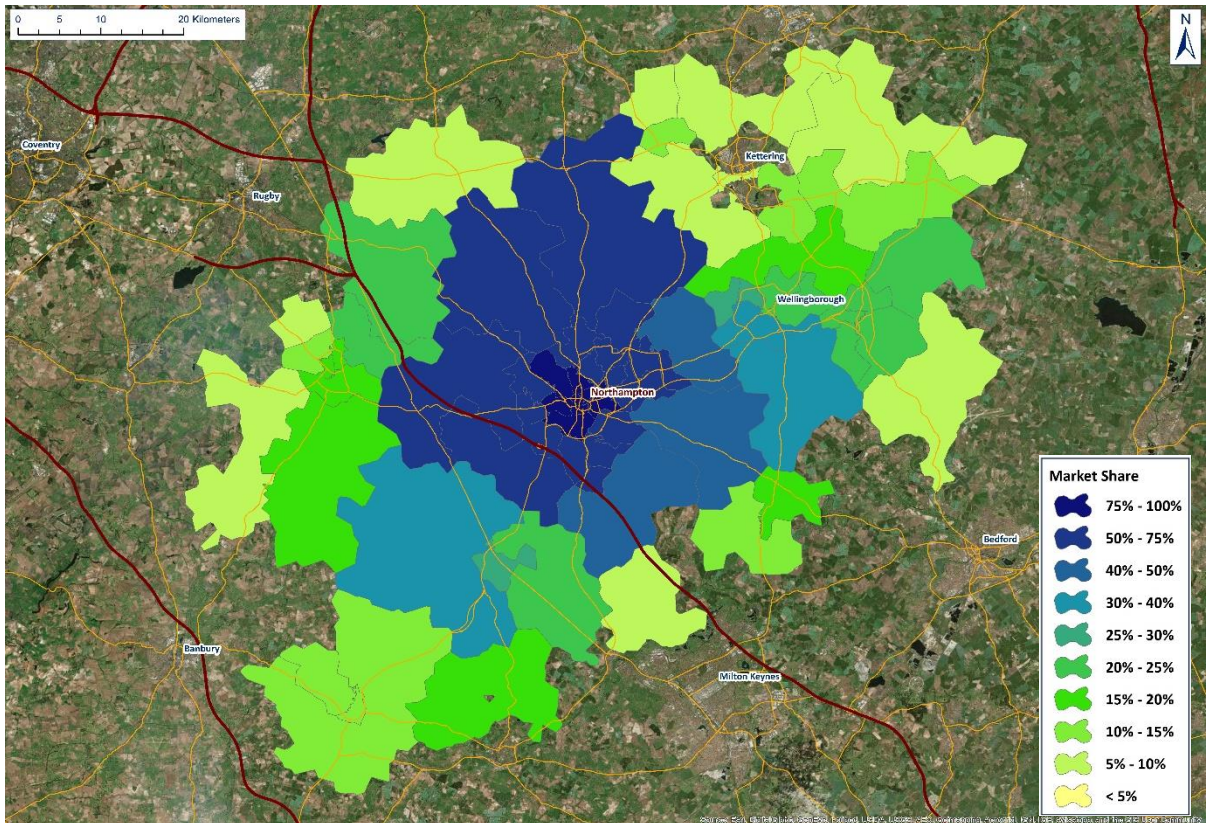 0 5 10 20 Kilometers
N
Coventry
Rugby
Kettering
Wellingborough
Northampton
Bedford
Banbury
Milton Keynes
Market Share
75% - 100%
50% - 75%
40% - 50%
30% - 40%
25% - 30%
20% - 25%
15% - 20%
10% - 15%
5% - 10%
< 5%